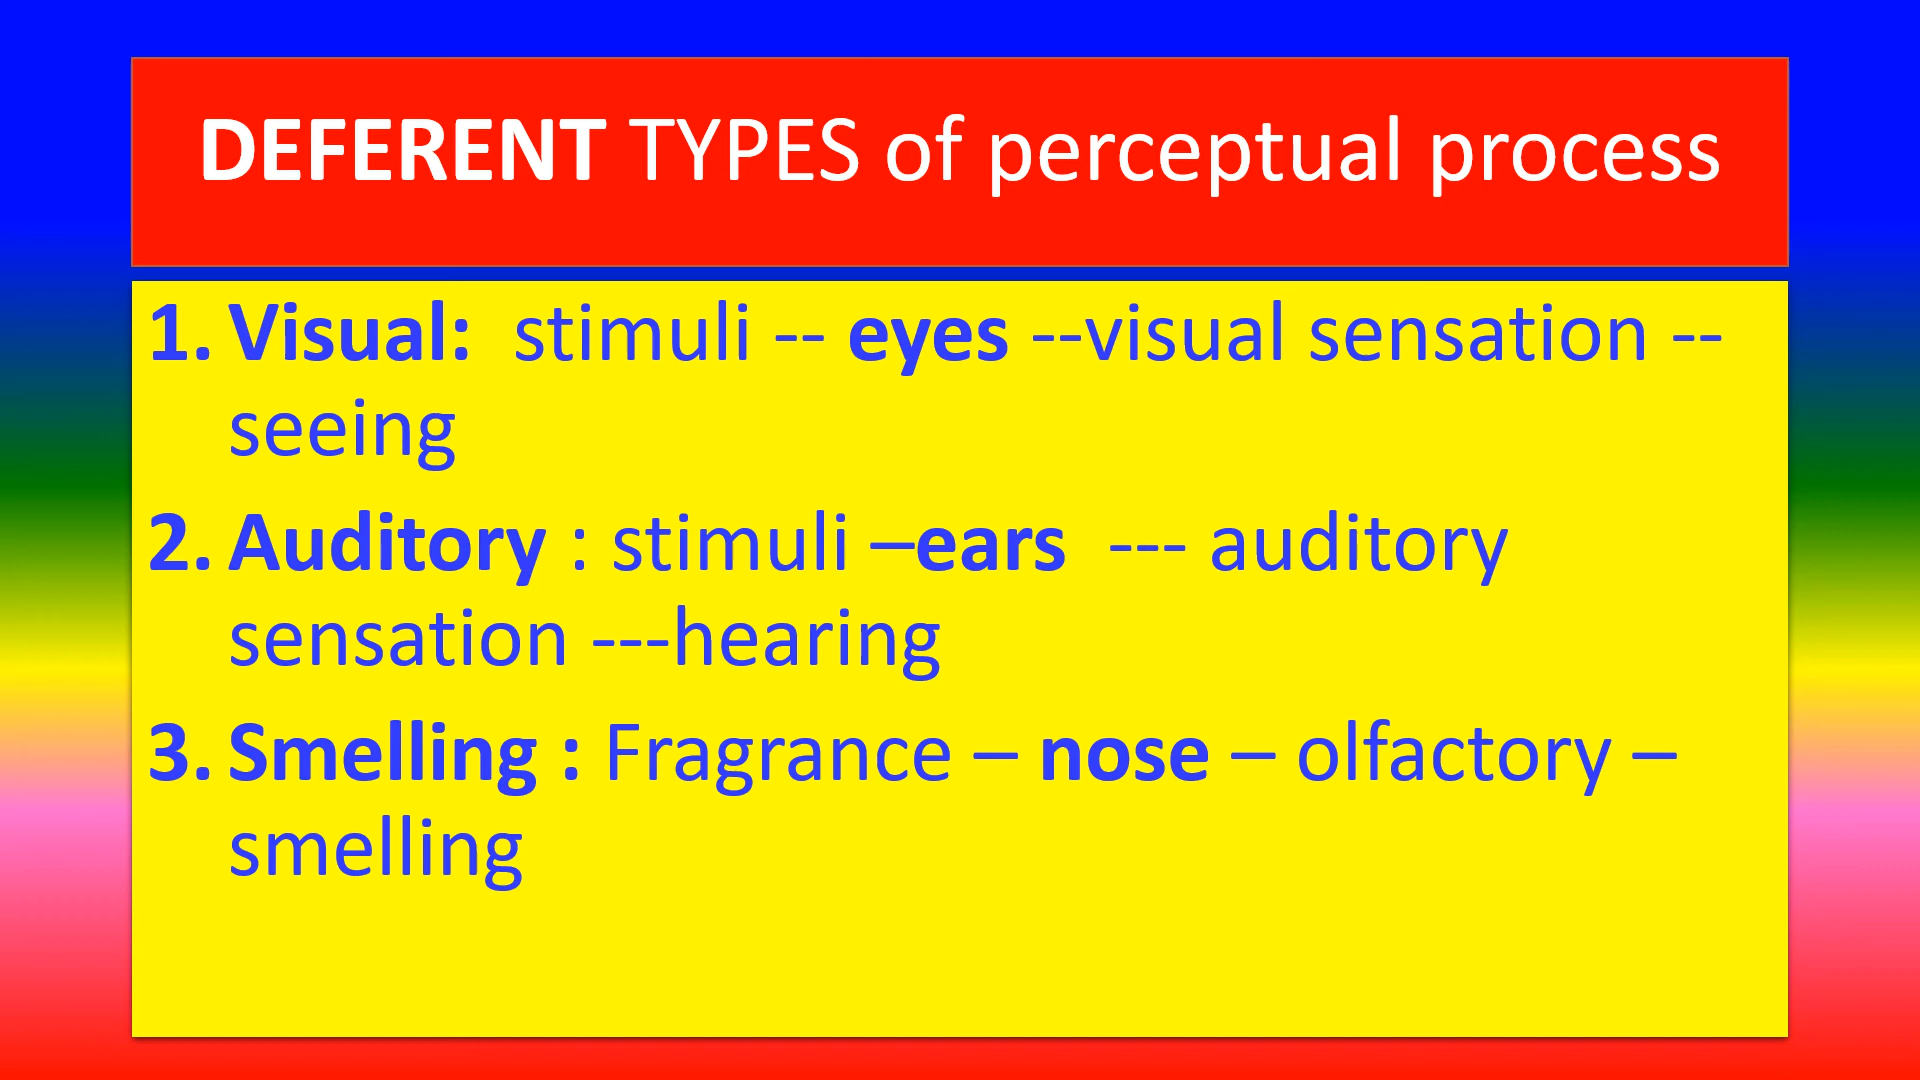 DEFERENT TYPES of perceptual process
1. Visual:  stimuli -- eyes --visual sensation --
seeing
2. Auditory : stimuli –ears  --- auditory
sensation ---hearing
3. Smelling : Fragrance – nose – olfactory –
smelling